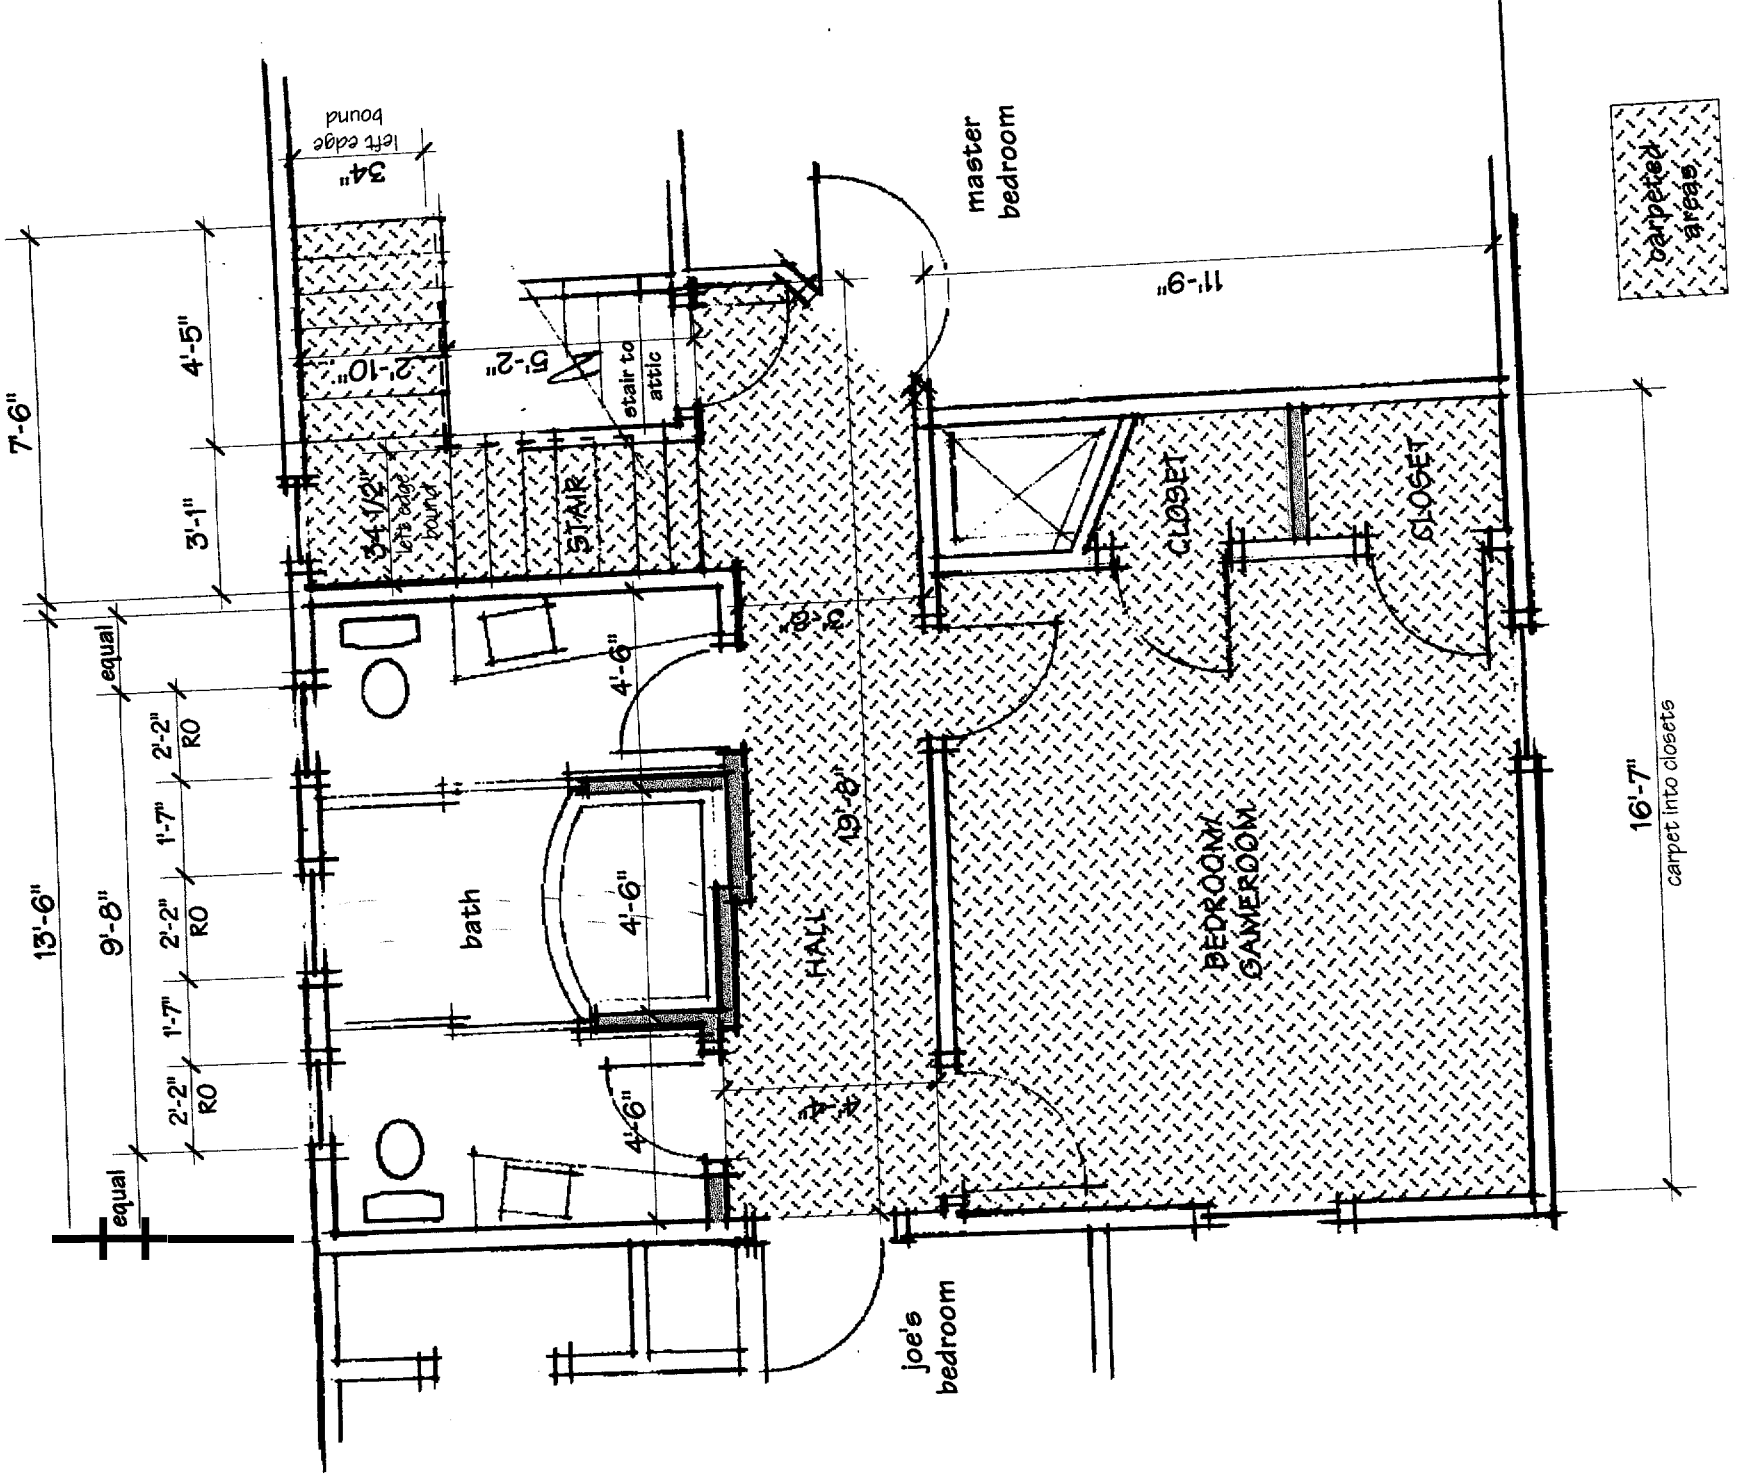 7'-6"
4'-5"
3'-1"
13'-6"
equal
9'-8"
equal
2'-2"
RO
1'-7"
2'-2"
RO
1'-7"
2'-2"
RO
34"
left edge
bound
2'-10"
5'-2"
stair to
attic
34 1/2"
left edge
bound
STAIR
master
bedroom
11'-9"
carpeted
areas
CLOSET
CLOSET
4'-6"
bath
4'-6"
4'-6"
19'-8"
HALL
4'-4"
BEDROOM/
GAMEROOM
16'-7"
carpet into closets
joe's
bedroom